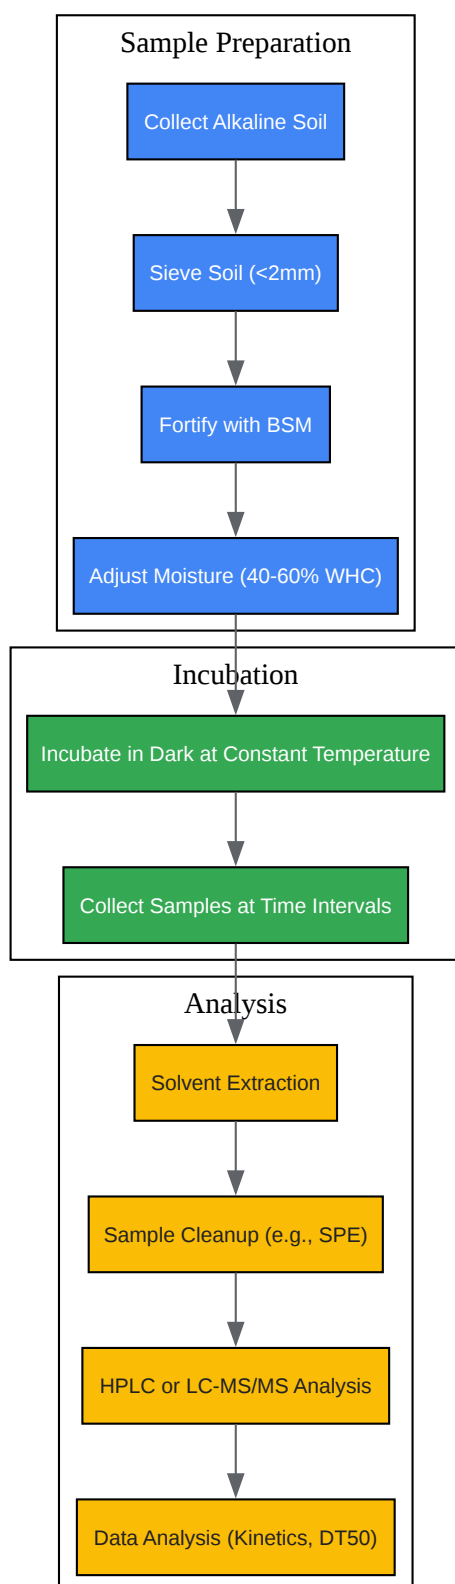 Sample Preparation
Collect Alkaline Soil
Sieve Soil (<2mm)
Fortify with BSM
Adjust Moisture (40-60% WHC)
Incubation
Incubate in Dark at Constant Temperature
Collect Samples at Time Intervals
Analysis
Solvent Extraction
Sample Cleanup (e.g., SPE)
HPLC or LC-MS/MS Analysis
Data Analysis (Kinetics, DT50)